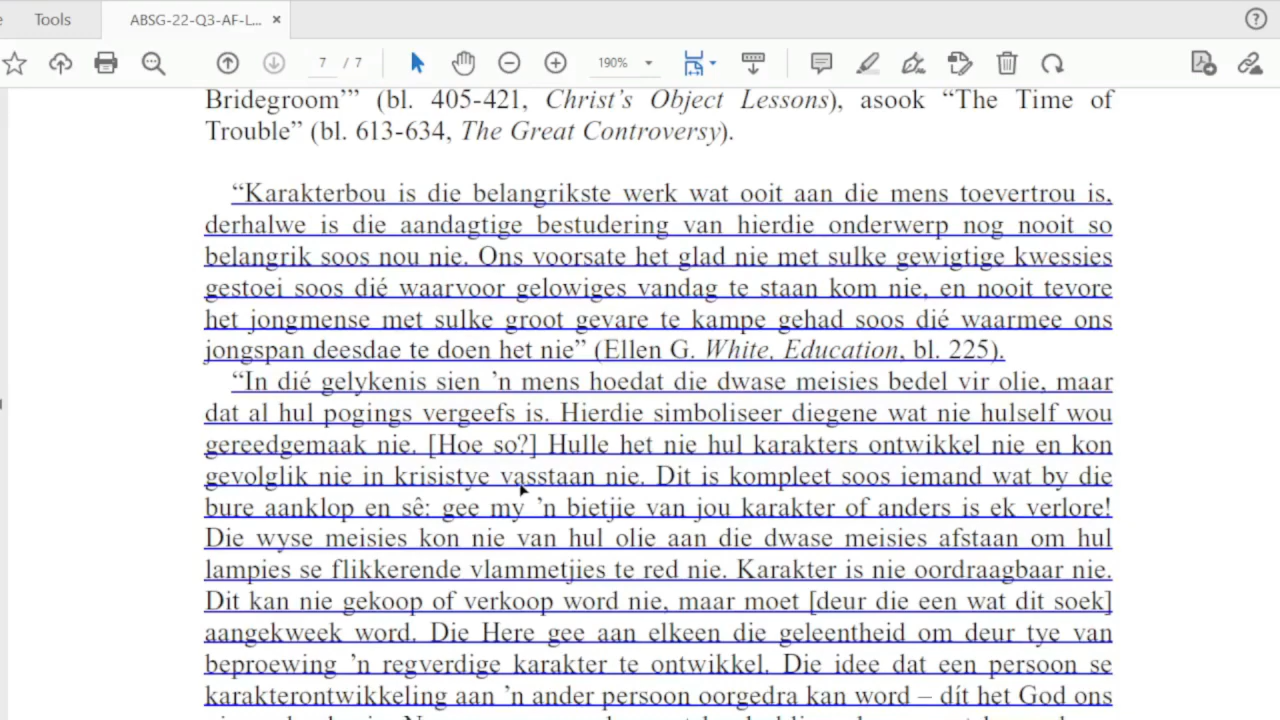 Tools
ABSG-22-Q3-AF-L... ×
7 / 7
190%
Bridegroom’” (bl. 405-421, Christ’s Object Lessons), asook “The Time of
Trouble” (bl. 613-634, The Great Controversy).
“Karakterbou is die belangrikste werk wat ooit aan die mens toevertrou is,
derhalwe is die aandagtige bestudering van hierdie onderwerp nog nooit so
belangrik soos nou nie. Ons voorsate het glad nie met sulke gewigtige kwessies
gestoei soos dié waarvoor gelowiges vandag te staan kom nie, en nooit tevore
het jongmense met sulke groot gevare te kampe gehad soos dié waarmee ons
jongspan deesdae te doen het nie” (Ellen G. White, Education, bl. 225).
“In dié gelykenis sien ’n mens hoedat die dwase meisies bedel vir olie, maar
dat al hul pogings vergeefs is. Hierdie simboliseer diegene wat nie hulself wou
gereedgemaak nie. [Hoe so?] Hulle het nie hul karakters ontwikkel nie en kon
gevolglik nie in krisistye vasstaan nie. Dit is kompleet soos iemand wat by die
bure aanklop en sê: gee my ’n bietjie van jou karakter of anders is ek verlore!
Die wyse meisies kon nie van hul olie aan die dwase meisies afstaan om hul
lampies se flikkerende vlammetjies te red nie. Karakter is nie oordraagbaar nie.
Dit kan nie gekoop of verkoop word nie, maar moet [deur die een wat dit soek]
aangekweek word. Die Here gee aan elkeen die geleentheid om deur tye van
beproewing ’n regverdige karakter te ontwikkel. Die idee dat een persoon se
karakterontwikkeling aan ’n ander persoon oorgedra kan word – dít het God ons